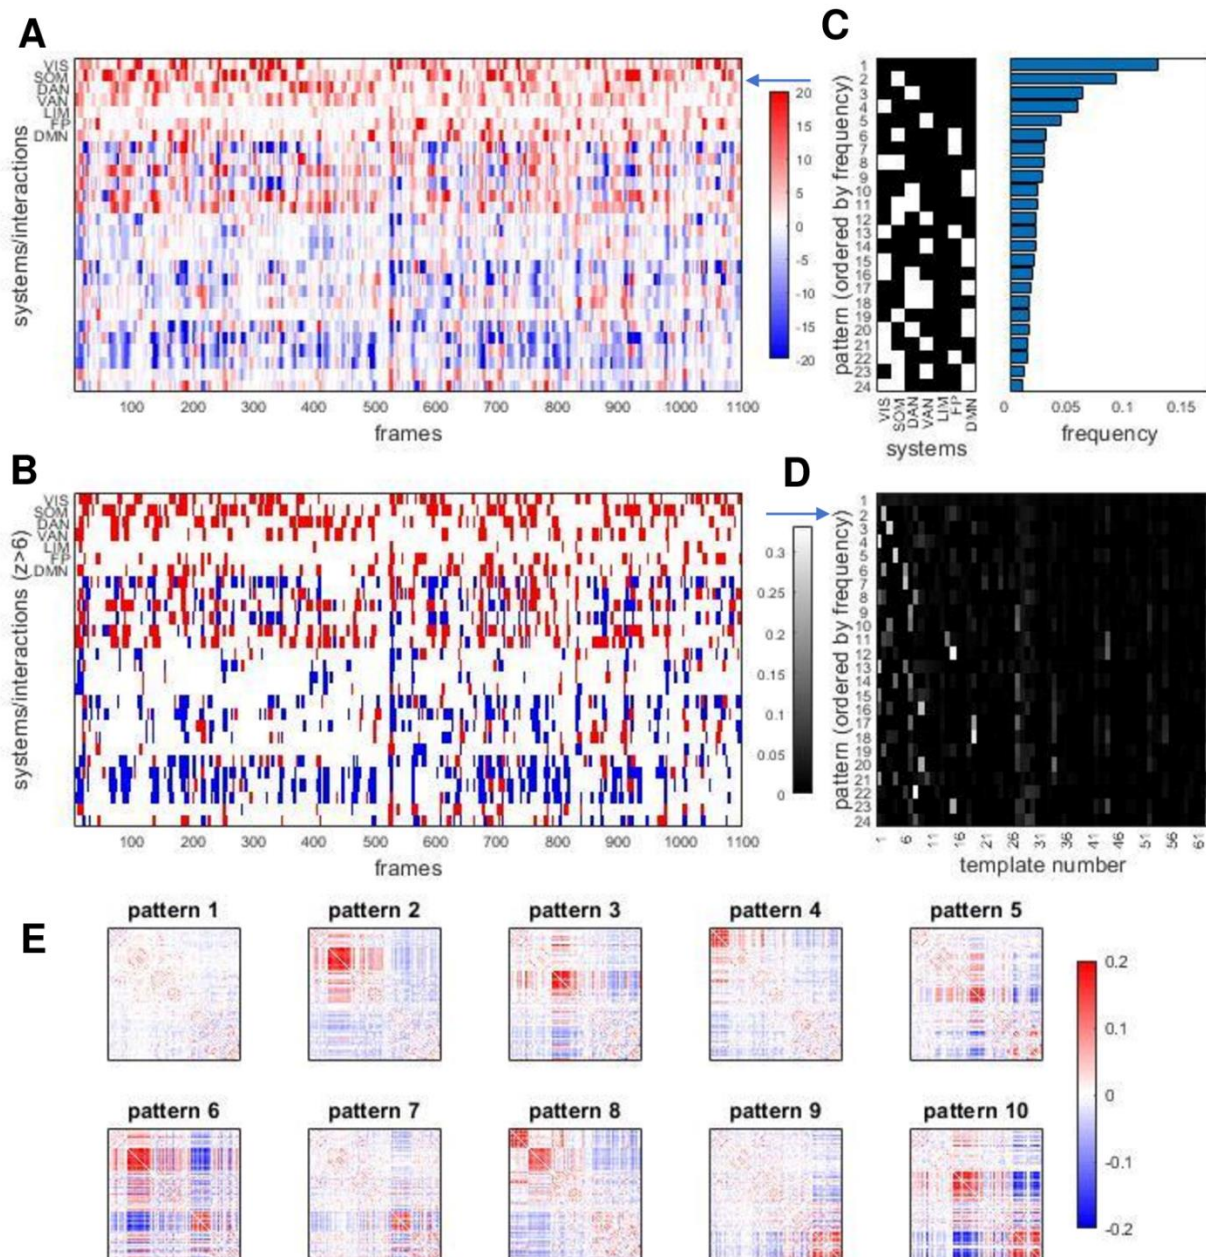 A
VIS
SOM
DAN
VAN
LIM
FP
DMN
systems/interactions
100 200 300 400 500 600 700 800 900 1000 1100
frames
20
15
10
5
0
-5
-10
-15
-20
C
pattern (ordered by frequency)
1
2
3
4
5
6
7
8
9
10
11
12
13
14
15
16
17
18
19
20
21
22
23
24
VIS SOM DAN VAN LIM FP DMN
systems
0 0.05 0.1 0.15
frequency
B
VIS
SOM
DAN
VAN
LIM
FP
DMN
systems/interactions (z>6)
100 200 300 400 500 600 700 800 900 1000 1100
frames
0.3
0.25
0.2
0.15
0.1
0.05
0
D
pattern (ordered by frequency)
1
2
3
4
5
6
7
8
9
10
11
12
13
14
15
16
17
18
19
20
21
22
23
24
1 6 11 16 21 26 31 36 41 46 51 56 61
template number
E
pattern 1 pattern 2 pattern 3 pattern 4 pattern 5
pattern 6 pattern 7 pattern 8 pattern 9 pattern 10
0.2
0.1
0
-0.1
-0.2